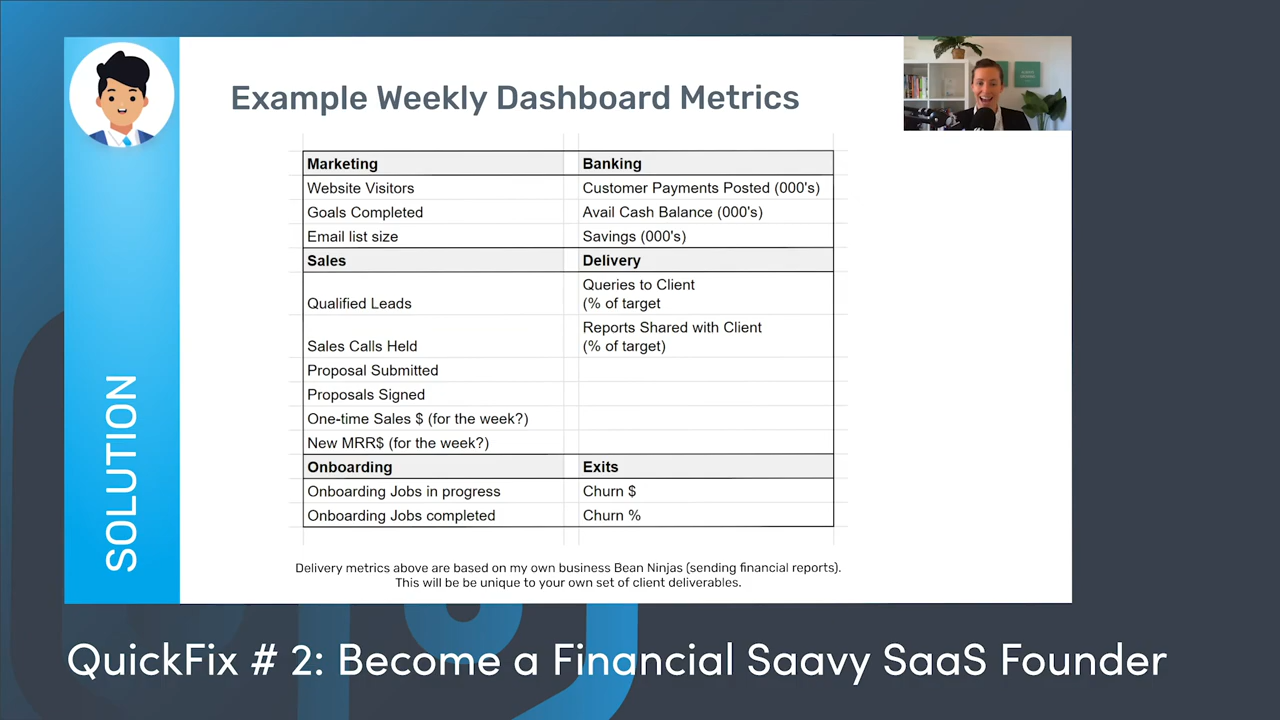 Example Weekly Dashboard Metrics
Marketing
Website Visitors
Goals Completed
Email list size
Sales
Qualified Leads
Sales Calls Held
Proposal Submitted
Proposals Signed
One-time Sales $ (for the week?)
New MRR$ (for the week?)
Onboarding
Onboarding Jobs in progress
Onboarding Jobs completed
Banking
Customer Payments Posted (000's)
Avail Cash Balance (000's)
Savings (000's)
Delivery
Queries to Client
(% of target
Reports Shared with Client
(% of target)
Exits
Churn $
Churn %
Delivery metrics above are based on my own business Bean Ninjas (sending financial reports).
This will be be unique to your own set of client deliverables.
SOLUTION
QuickFix # 2: Become a Financial Saavy SaaS Founder